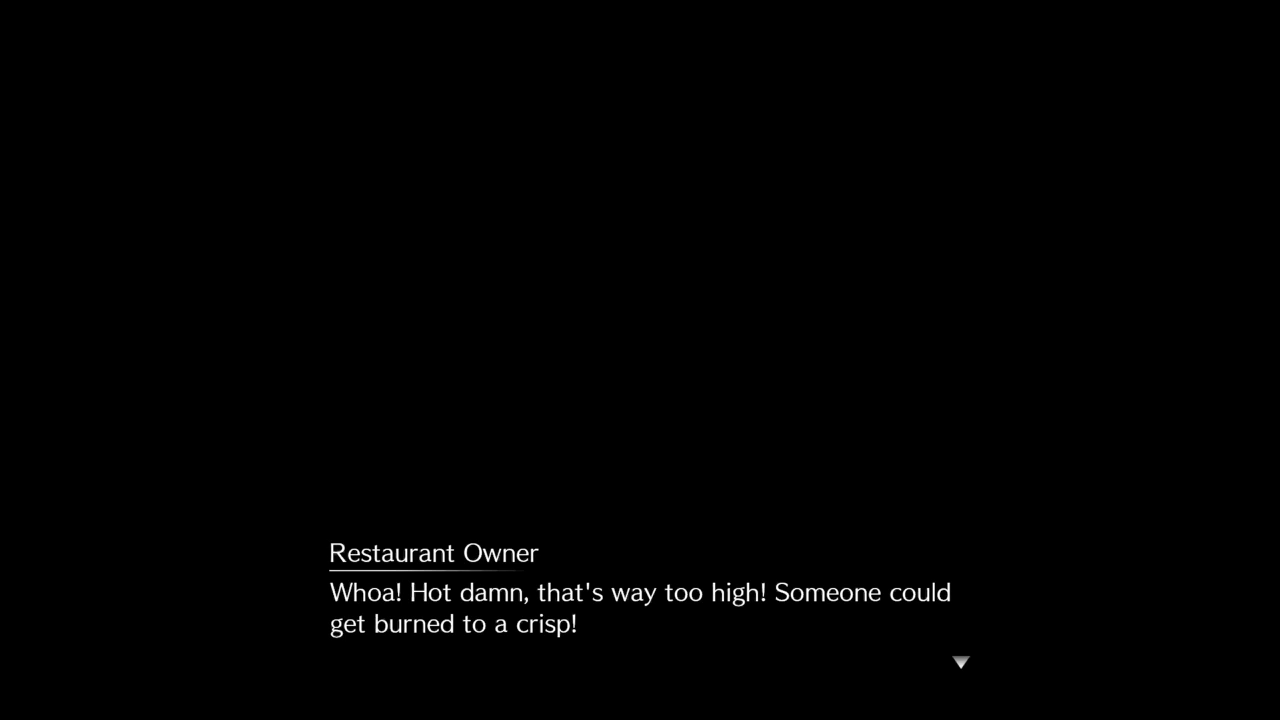 Restaurant Owner
Whoa! Hot damn, that's way too high! Someone could
get burned to a crisp!